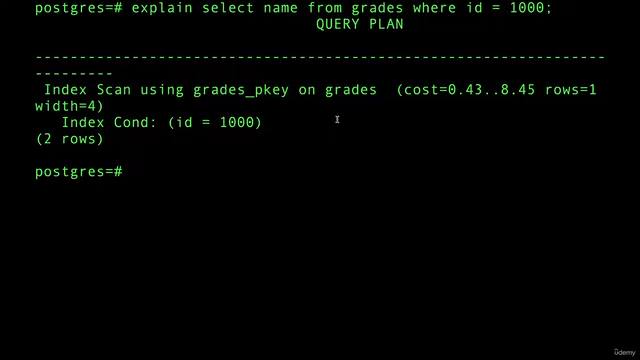 postgres=# explain select name from grades where id = 1000;
QUERY PLAN
-----------------------------------------------------------------------
----------
Index Scan using grades_pkey on grades  (cost=0.43..8.45 rows=1
width=4)
Index Cond: (id = 1000)
(2 rows)
postgres=#
ûdemy